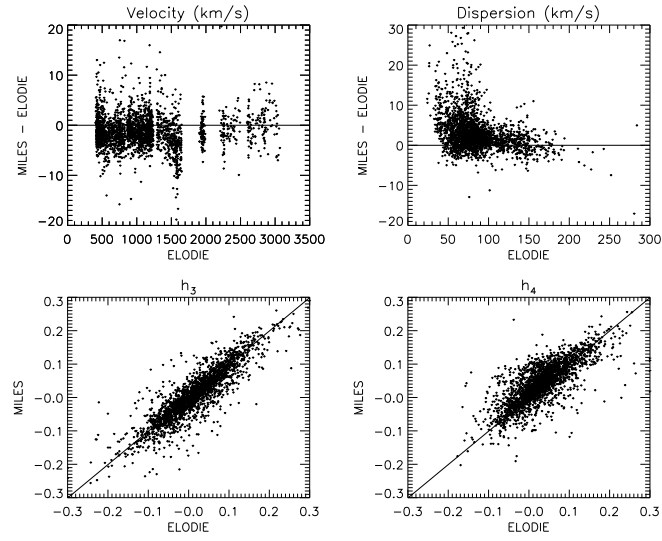 Velocity (km/s)
20
10
0
−10
−20
MILES − ELODIE
0 500 1000 1500 2000 2500 3000 3500
ELODIE
Dispersion (km/s)
30
20
10
0
−10
−20
MILES − ELODIE
0 50 100 150 200 250 300
ELODIE
h3
0.3
0.2
0.1
−0.0
−0.1
−0.2
−0.3
MILES
−0.3 −0.2 −0.1 −0.0 0.1 0.2 0.3
ELODIE
h4
0.3
0.2
0.1
−0.0
−0.1
−0.2
−0.3
MILES
−0.3 −0.2 −0.1 −0.0 0.1 0.2 0.3
ELODIE